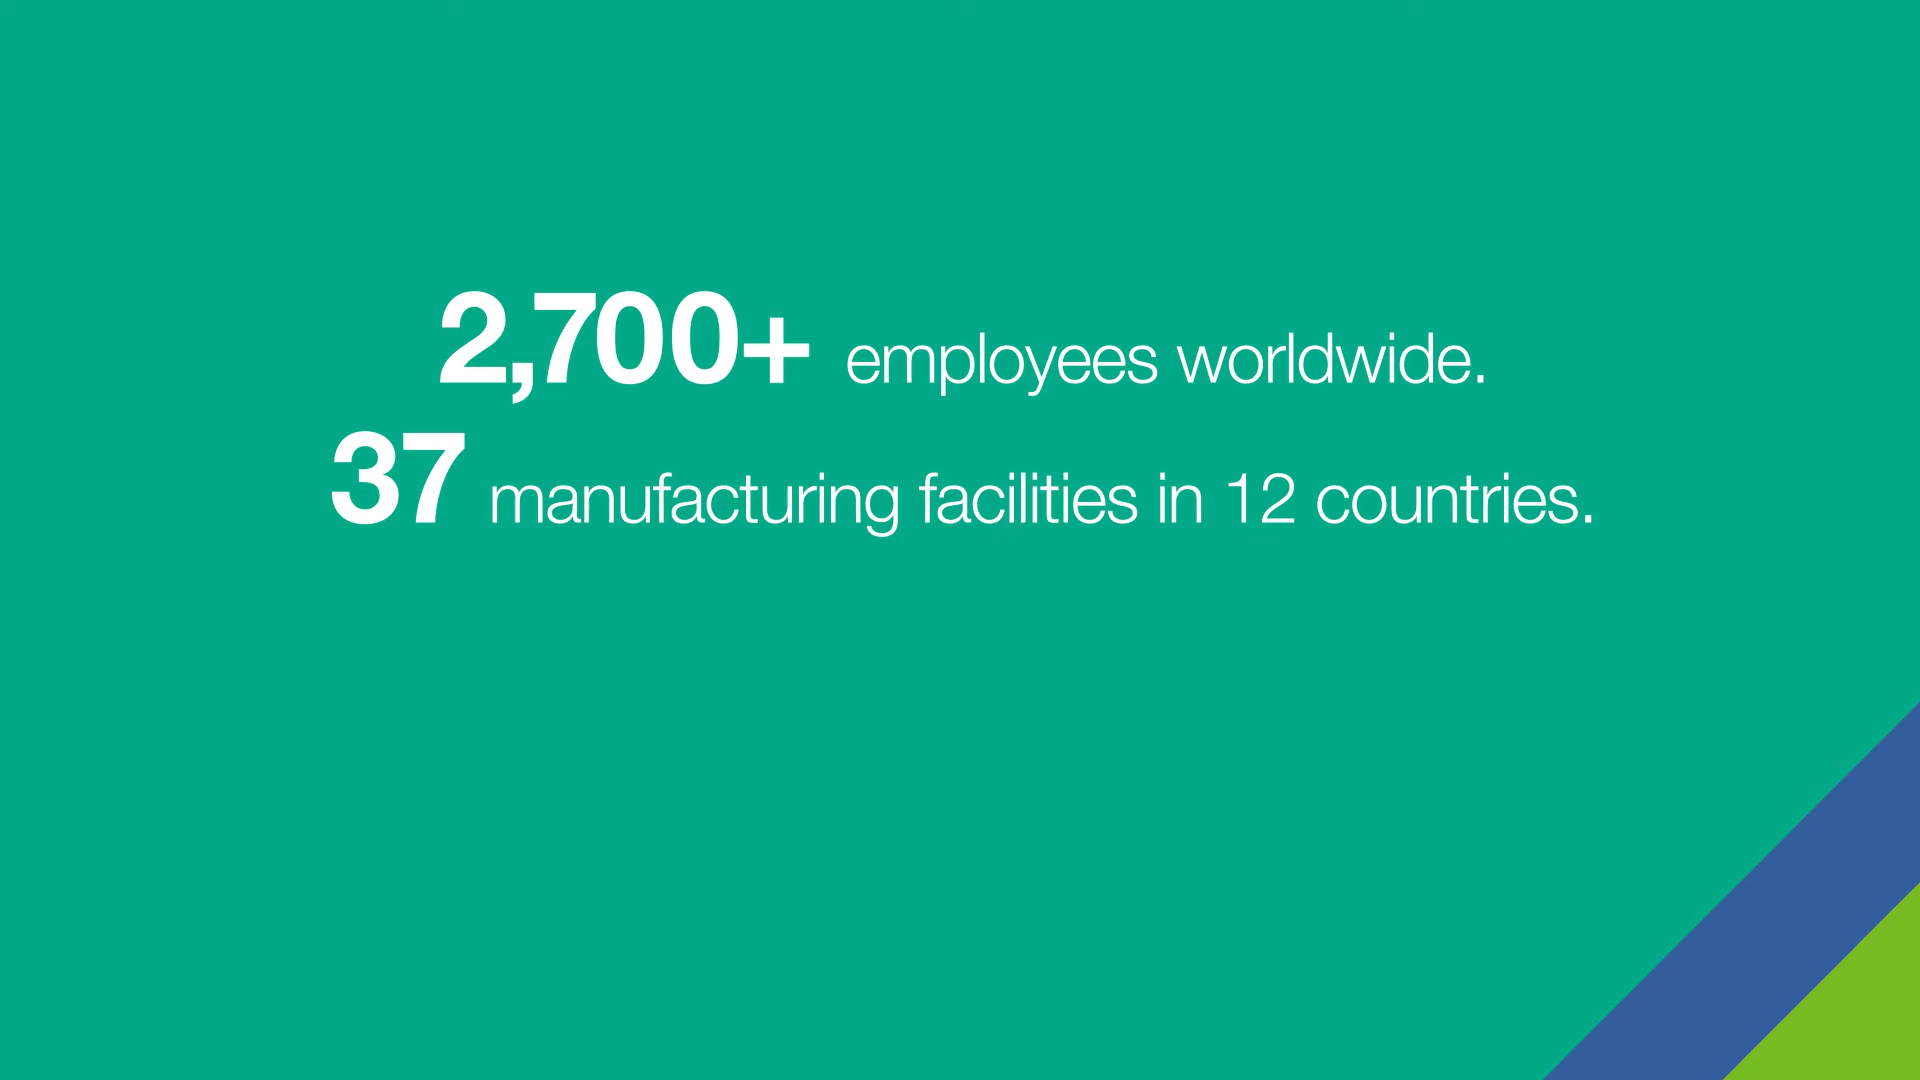 2,700+ employees worldwide.
37 manufacturing facilities in 12 countries.